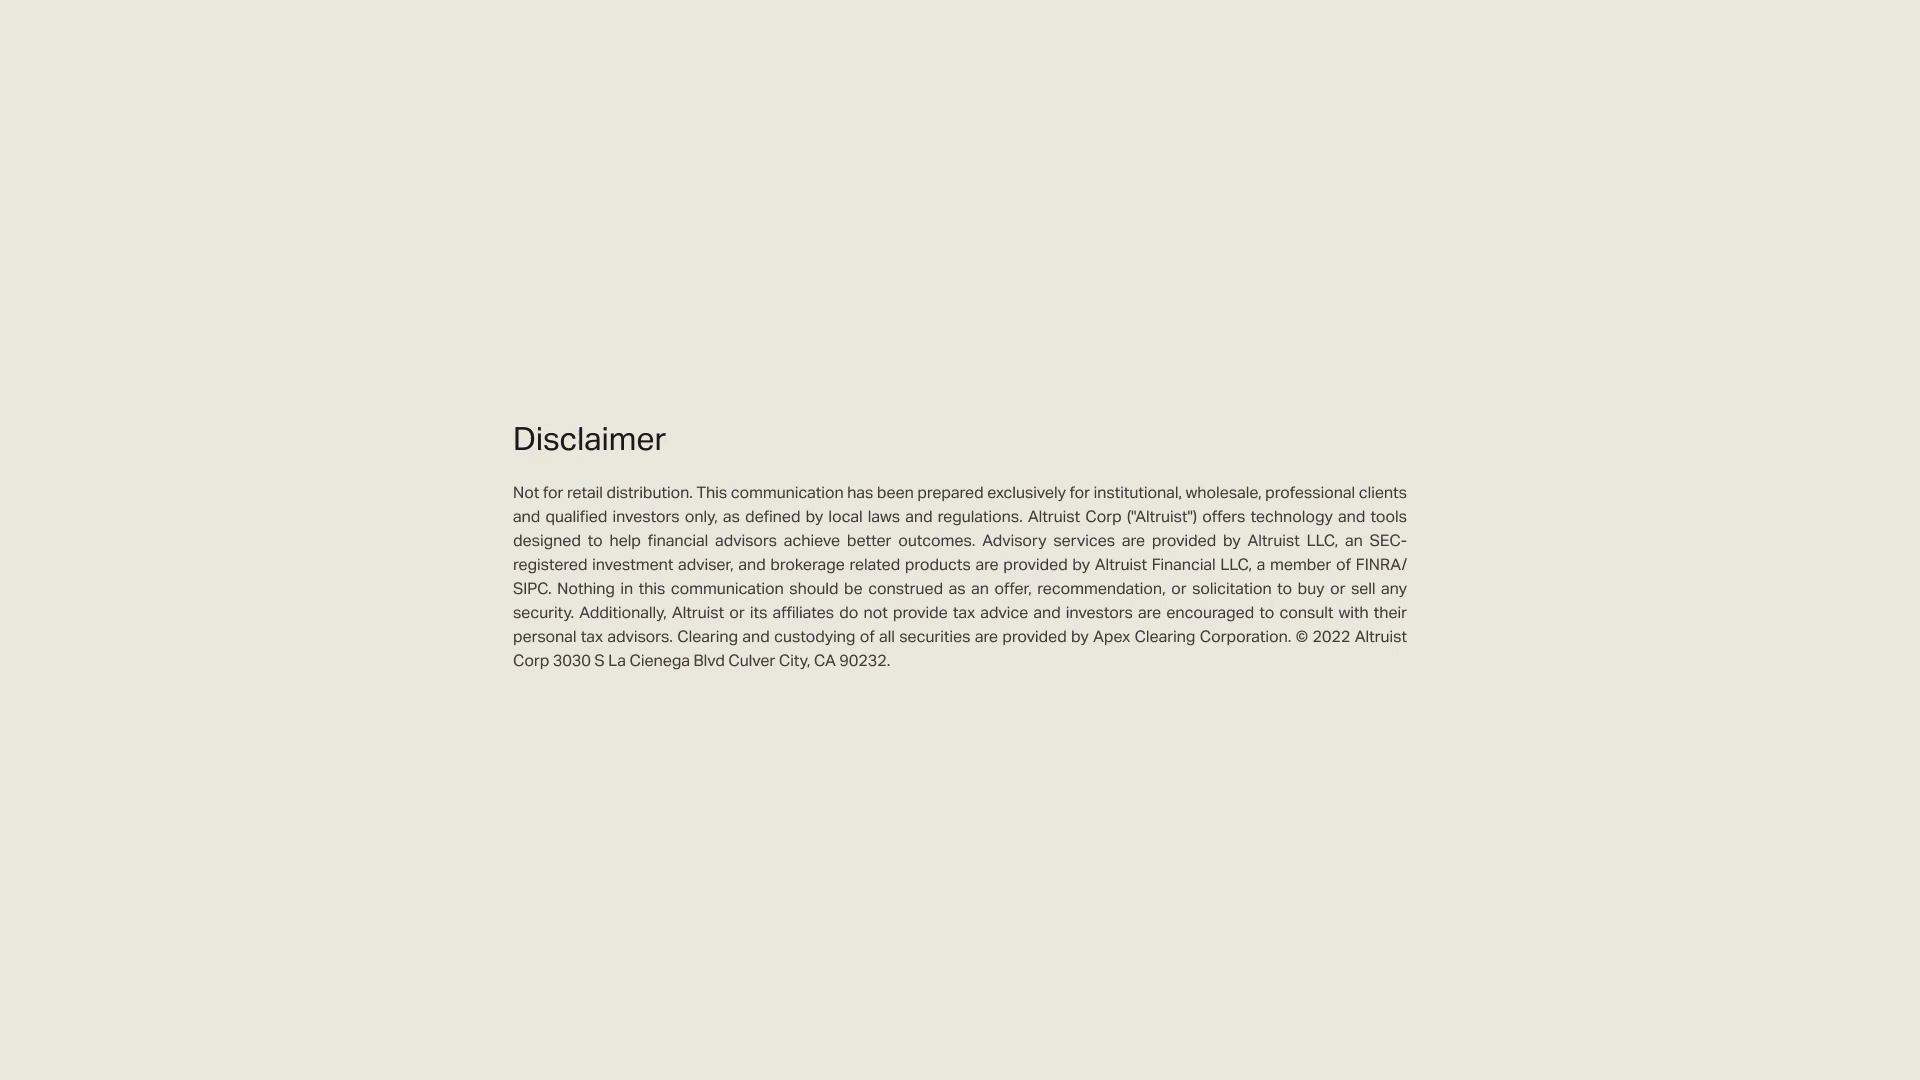 Disclaimer
Not for retail distribution. This communication has been prepared exclusively for institutional, wholesale, professional clients
and qualified investors only, as defined by local laws and regulations. Altruist Corp ("Altruist") offers technology and tools
designed to help financial advisors achieve better outcomes. Advisory services are provided by Altruist LLC, an SEC-
registered investment adviser, and brokerage related products are provided by Altruist Financial LLC, a member of FINRA/
SIPC. Nothing in this communication should be construed as an offer, recommendation, or solicitation to buy or sell any
security. Additionally, Altruist or its affiliates do not provide tax advice and investors are encouraged to consult with their
personal tax advisors. Clearing and custodying of all securities are provided by Apex Clearing Corporation. © 2022 Altruist
Corp 3030 S La Cienega Blvd Culver City, CA 90232.